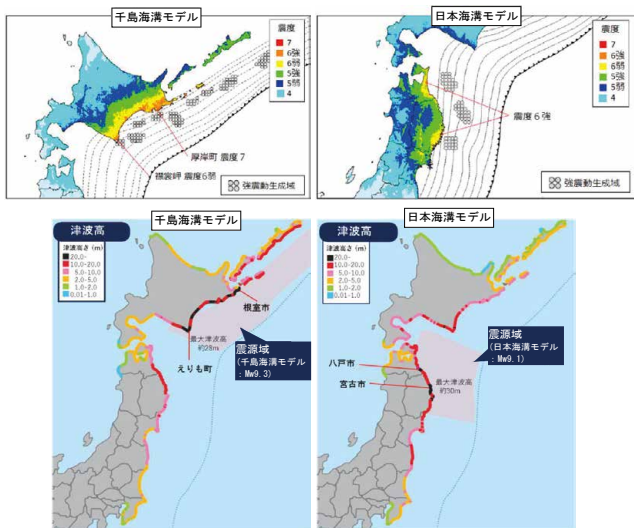 千島海溝モデル
震度
7
6強
6弱
5強
5弱
4
厚岸町 震度7
襟裳岬 震度6弱
強震動生成域
日本海溝モデル
震度
7
6強
6弱
5強
5弱
4
震度6強
強震動生成域
千島海溝モデル
津波高
津波高さ(m)
20.0-
10.0-20.0
5.0-10.0
2.0-5.0
1.0-2.0
0.01-1.0
根室市
最大津波高
約28m
えりも町
震源域
(千島海溝モデル
:Mw9.3)
日本海溝モデル
津波高
津波高さ(m)
20.0-
10.0-20.0
5.0-10.0
2.0-5.0
1.0-2.0
0.01-1.0
震源域
(日本海溝モデル
:Mw9.1)
八戸市
宮古市
最大津波高
約30m